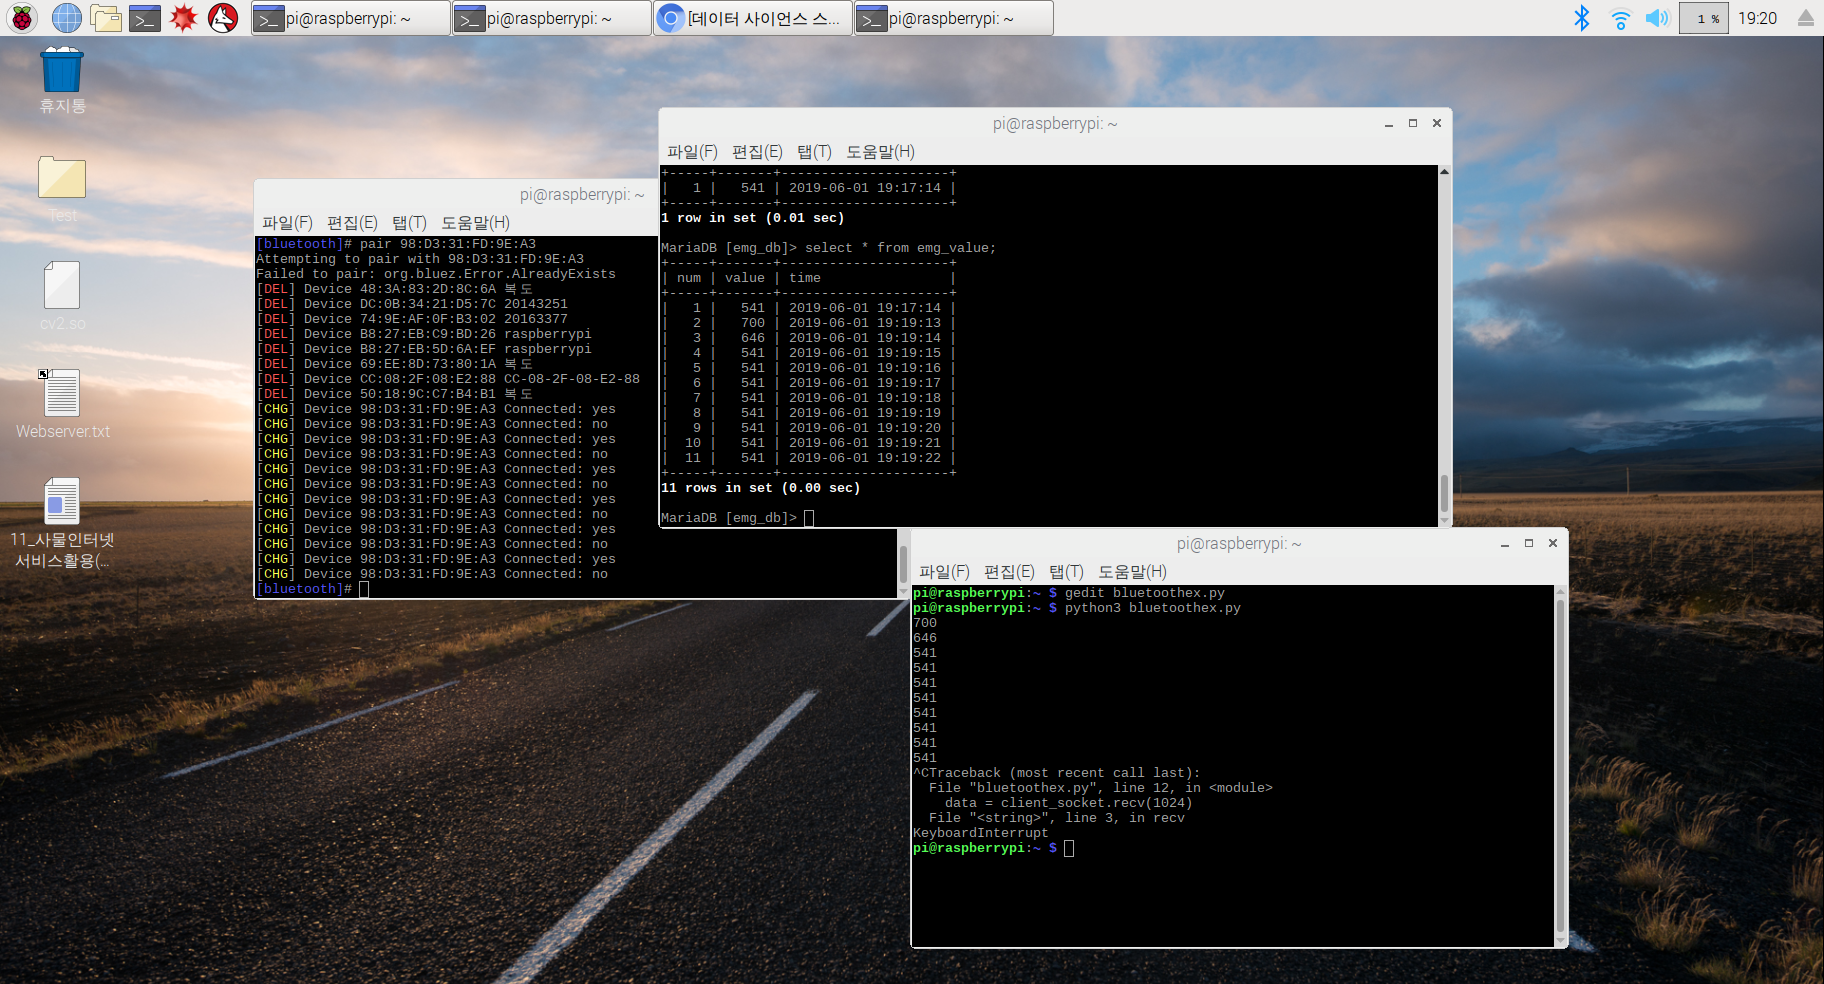 pi@raspberrypi: ~
pi@raspberrypi: ~
[데이터 사이언스 스...
pi@raspberrypi: ~
1 %
19:20
휴지통
Test
cv2.so
Webserver.txt
11_사물인터넷
서비스활용(...
pi@raspberrypi: ~
파일(F) 편집(E) 탭(T) 도움말(H)
[bluetooth]# pair 98:D3:31:FD:9E:A3
Attempting to pair with 98:D3:31:FD:9E:A3
Failed to pair: org.bluez.Error.AlreadyExists
[DEL] Device 48:3A:83:2D:8C:6A 복도
[DEL] Device DC:0B:34:21:D5:7C 20143251
[DEL] Device 74:9E:AF:0F:B3:02 20163377
[DEL] Device B8:27:EB:C9:BD:26 raspberrypi
[DEL] Device B8:27:EB:5D:6A:EF raspberrypi
[DEL] Device 69:EE:8D:73:80:1A 복도
[DEL] Device CC:08:2F:08:E2:88 CC-08-2F-08-E2-88
[DEL] Device 50:18:9C:C7:B4:B1 복도
[CHG] Device 98:D3:31:FD:9E:A3 Connected: yes
[CHG] Device 98:D3:31:FD:9E:A3 Connected: no
[CHG] Device 98:D3:31:FD:9E:A3 Connected: yes
[CHG] Device 98:D3:31:FD:9E:A3 Connected: no
[CHG] Device 98:D3:31:FD:9E:A3 Connected: yes
[CHG] Device 98:D3:31:FD:9E:A3 Connected: no
[CHG] Device 98:D3:31:FD:9E:A3 Connected: yes
[CHG] Device 98:D3:31:FD:9E:A3 Connected: no
[CHG] Device 98:D3:31:FD:9E:A3 Connected: yes
[CHG] Device 98:D3:31:FD:9E:A3 Connected: no
[CHG] Device 98:D3:31:FD:9E:A3 Connected: yes
[CHG] Device 98:D3:31:FD:9E:A3 Connected: no
[bluetooth]#
pi@raspberrypi: ~
파일(F) 편집(E) 탭(T) 도움말(H)
+-----+-------+---------------------+
|   1 |   541 | 2019-06-01 19:17:14 |
+-----+-------+---------------------+
1 row in set (0.01 sec)
MariaDB [emg_db]> select * from emg_value;
+-----+-------+---------------------+
| num | value | time                |
+-----+-------+---------------------+
|   1 |   541 | 2019-06-01 19:17:14 |
|   2 |   700 | 2019-06-01 19:19:13 |
|   3 |   646 | 2019-06-01 19:19:14 |
|   4 |   541 | 2019-06-01 19:19:15 |
|   5 |   541 | 2019-06-01 19:19:16 |
|   6 |   541 | 2019-06-01 19:19:17 |
|   7 |   541 | 2019-06-01 19:19:18 |
|   8 |   541 | 2019-06-01 19:19:19 |
|   9 |   541 | 2019-06-01 19:19:20 |
|  10 |   541 | 2019-06-01 19:19:21 |
|  11 |   541 | 2019-06-01 19:19:22 |
+-----+-------+---------------------+
11 rows in set (0.00 sec)
MariaDB [emg_db]>
pi@raspberrypi: ~
파일(F) 편집(E) 탭(T) 도움말(H)
pi@raspberrypi:~ $ gedit bluetoothex.py
pi@raspberrypi:~ $ python3 bluetoothex.py
700
646
541
541
541
541
541
541
541
541
^CTraceback (most recent call last):
  File "bluetoothex.py", line 12, in <module>
    data = client_socket.recv(1024)
  File "<string>", line 3, in recv
KeyboardInterrupt
pi@raspberrypi:~ $